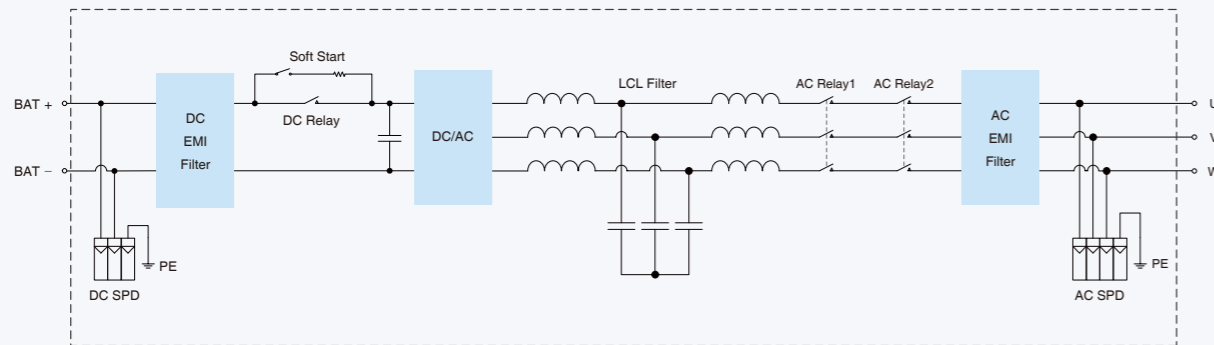 Soft Start
BAT +
DC Relay
BAT −
DC
EMI
Filter
DC/AC
LCL Filter
AC Relay1
AC Relay2
AC
EMI
Filter
U
V
W
PE
DC SPD
PE
AC SPD